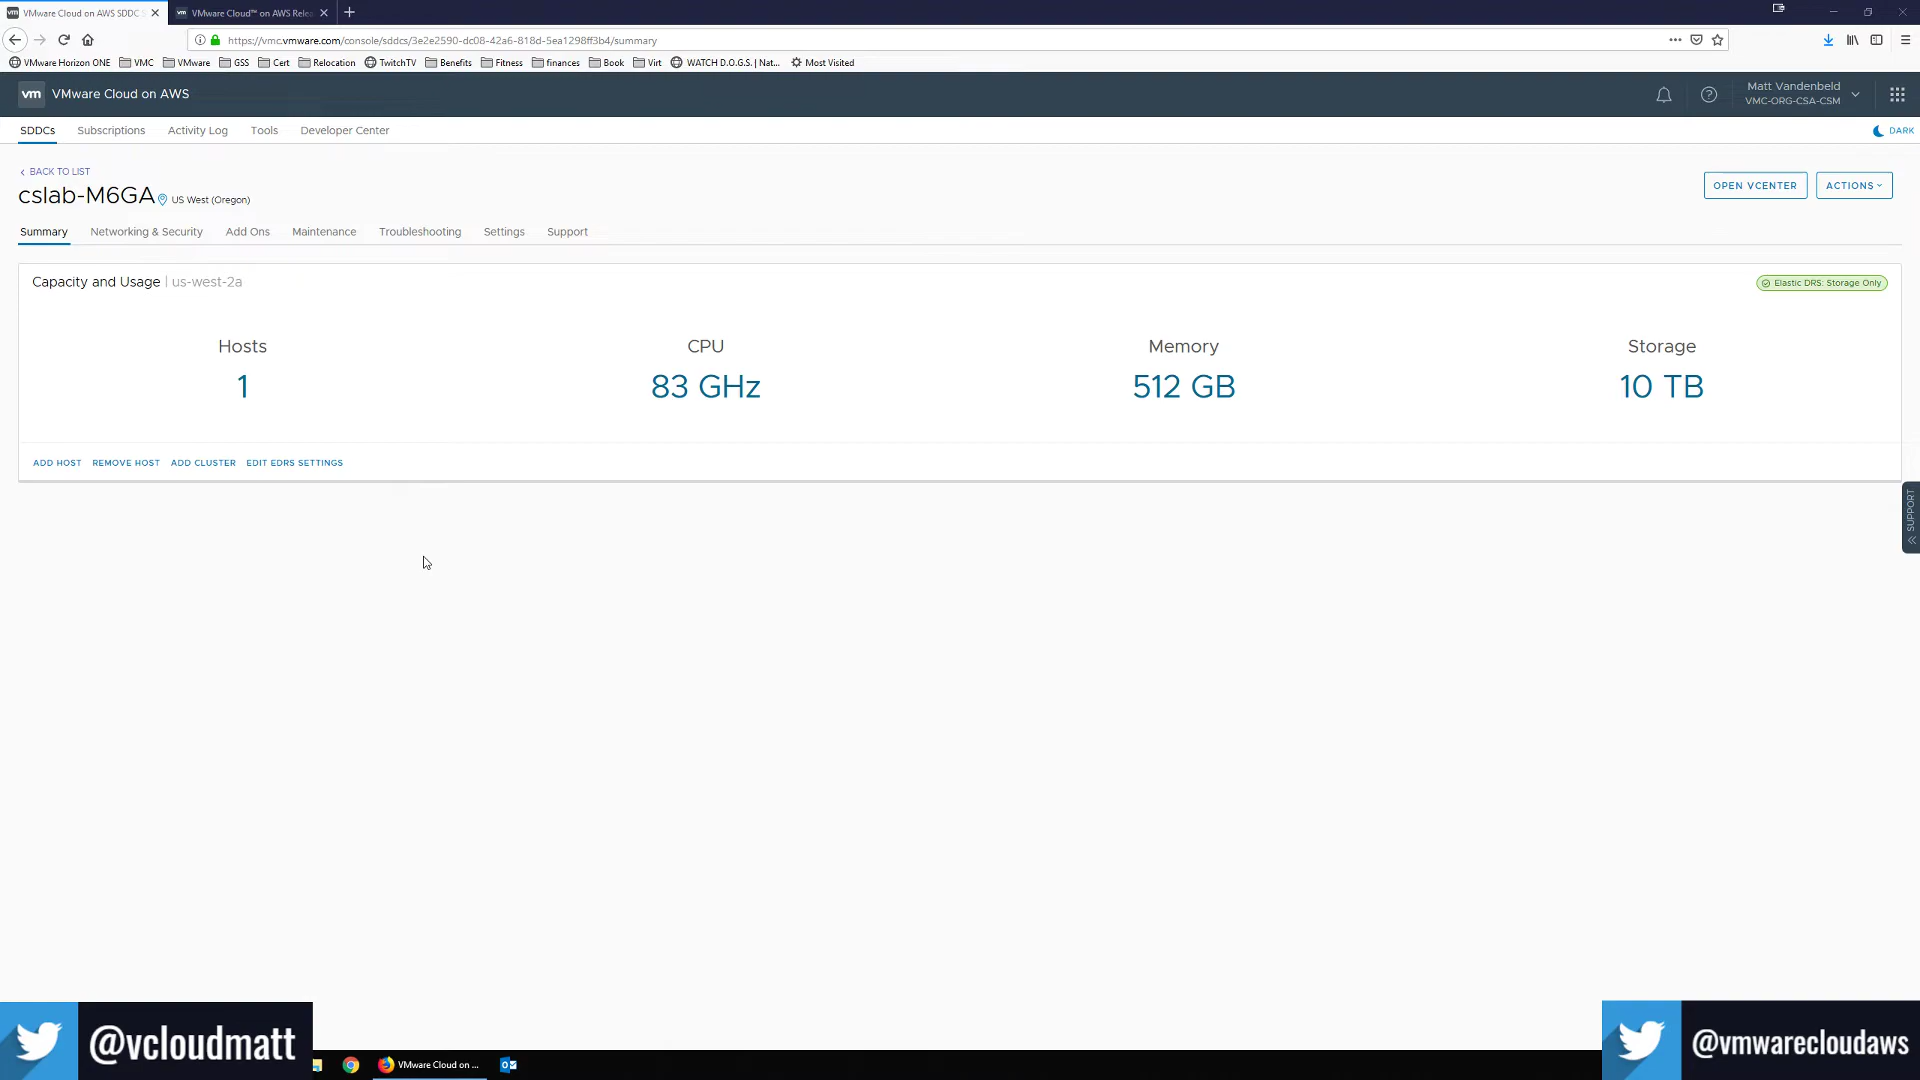 VMware Cloud on AWS SDDC S
VMware Cloud™ on AWS Relea
https://vmc.vmware.com/console/sddcs/3e2e2590-dc08-42a6-818d-5ea1298ff3b4/summary
VMware Horizon ONE VMC VMware GSS Cert Relocation TwitchTV Benefits Fitness finances Book Virt WATCH D.O.G.S. | Nat... Most Visited
vm VMware Cloud on AWS
Matt Vandenbeld
VMC-ORG-CSA-CSM
SDDCs Subscriptions Activity Log Tools Developer Center DARK
BACK TO LIST
cslab-M6GA US West (Oregon)
OPEN VCENTER ACTIONS
Summary Networking & Security Add Ons Maintenance Troubleshooting Settings Support
Capacity and Usage | us-west-2a
Elastic DRS: Storage Only
Hosts CPU Memory Storage
1 83 GHz 512 GB 10 TB
ADD HOST REMOVE HOST ADD CLUSTER EDIT EDRS SETTINGS
SUPPORT
@vcloudmatt
VMware Cloud on ...
@vmwarecloudaws